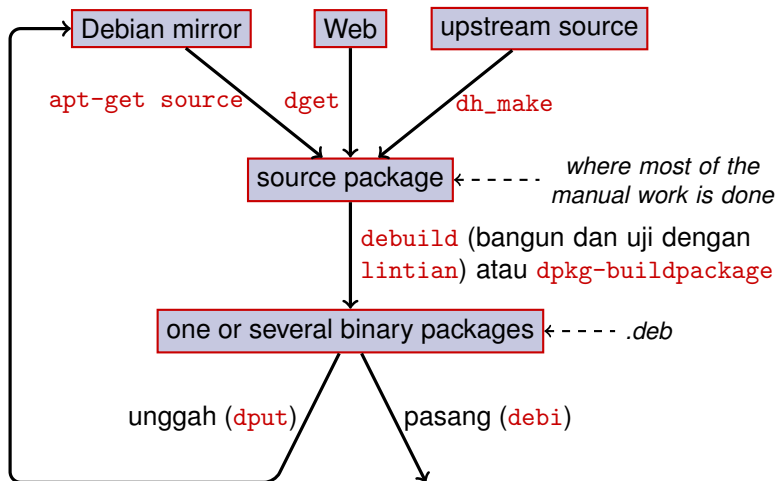 Debian mirror
Web
upstream source
apt-get source
dget
dh_make
source package
where most of the
manual work is done
debuild (bangun dan uji dengan
lintian) atau dpkg-buildpackage
one or several binary packages
.deb
unggah (dput)
pasang (debi)